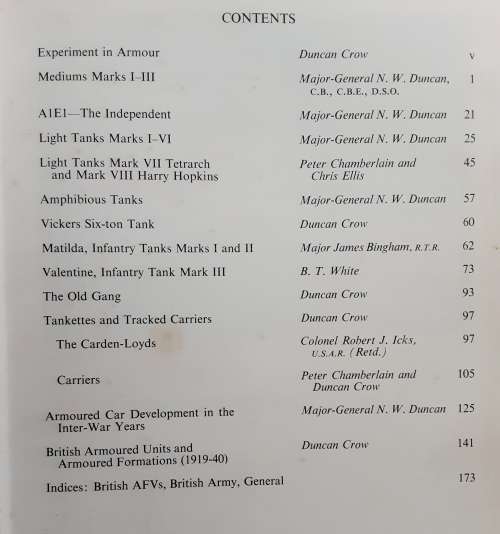 CONTENTS
Experiment in Armour Duncan Crow v
Mediums Marks I–III Major-General N. W. Duncan, 1
C.B., C.B.E., D.S.O.
A1E1—The Independent Major-General N. W. Duncan 21
Light Tanks Marks I–VI Major-General N. W. Duncan 25
Light Tanks Mark VII Tetrarch Peter Chamberlain and 45
and Mark VIII Harry Hopkins Chris Ellis
Amphibious Tanks Major-General N. W. Duncan 57
Vickers Six-ton Tank Duncan Crow 60
Matilda, Infantry Tanks Marks I and II Major James Bingham, R.T.R. 62
Valentine, Infantry Tank Mark III B. T. White 73
The Old Gang Duncan Crow 93
Tankettes and Tracked Carriers Duncan Crow 97
The Carden-Loyds Colonel Robert J. Icks, 97
U.S.A.R. (Retd.)
Carriers Peter Chamberlain and 105
Duncan Crow
Armoured Car Development in the Major-General N. W. Duncan 125
Inter-War Years
British Armoured Units and Duncan Crow 141
Armoured Formations (1919-40)
Indices: British AFVs, British Army, General 173